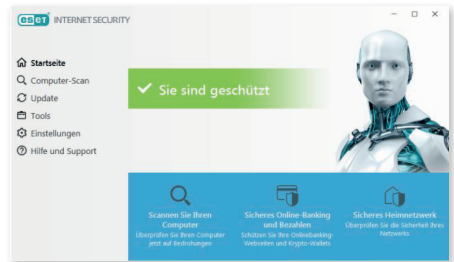 eset INTERNET SECURITY
Startseite
Computer-Scan
Update
Tools
Einstellungen
Hilfe und Support
Sie sind geschützt
Scannen Sie Ihren
Computer
Überprüfen Sie Ihren Computer
jetzt auf Bedrohungen
Sicheres Online-Banking
und Bezahlen
Schützen Sie Ihre Onlinebanking-
Webseiten und Krypto-Wallets
Sicheres Heimnetzwerk
Überprüfen Sie die Sicherheit Ihres
Netzwerks